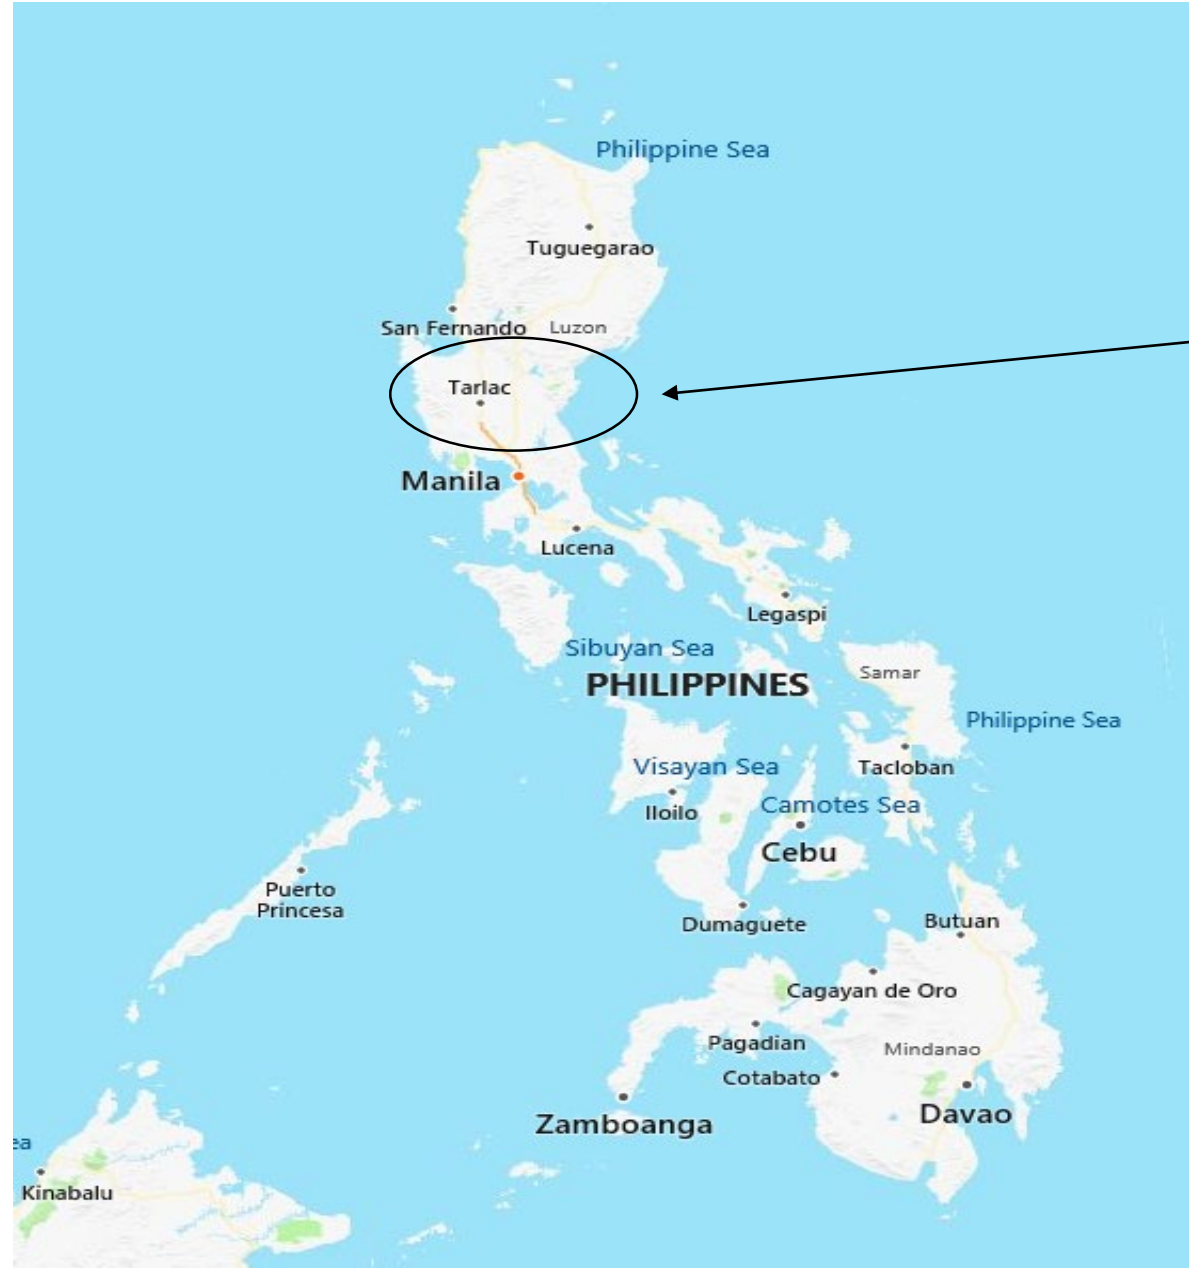 Philippine Sea
Tuguegarao
San Fernando
Luzon
Tarlac
Manila
Lucena
Legaspi
Sibuyan Sea
Samar
PHILIPPINES
Philippine Sea
Visayan Sea
Tacloban
Iloilo
Camotes Sea
Cebu
Puerto
Princesa
Dumaguete
Butuan
Cagayan de Oro
Pagadian
Mindanao
Cotabato
Davao
Zamboanga
ea
Kinabalu